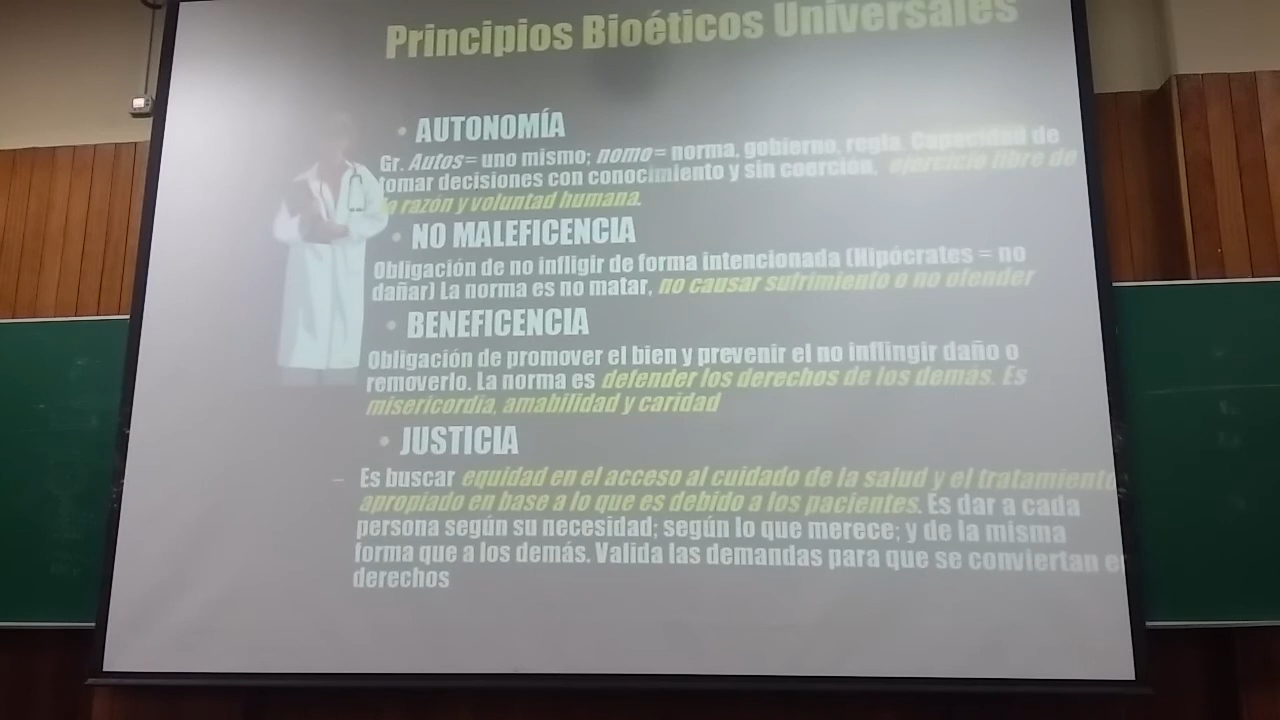 Principios Bioéticos Universales
• AUTONOMÍA
Gr. Autos= uno mismo; nomo= norma, gobierno, regla. Capacidad de
tomar decisiones con conocimiento y sin coerción, ejercicio libre de
la razón y voluntad humana.
• NO MALEFICENCIA
Obligación de no infligir de forma intencionada (Hipócrates = no
dañar) La norma es no matar, no causar sufrimiento o no ofender
• BENEFICENCIA
Obligación de promover el bien y prevenir el no inflingir daño o
removerlo. La norma es defender los derechos de los demás. Es
misericordia, amabilidad y caridad
• JUSTICIA
– Es buscar equidad en el acceso al cuidado de la salud y el tratamiento
apropiado en base a lo que es debido a los pacientes. Es dar a cada
persona según su necesidad; según lo que merece; y de la misma
forma que a los demás. Valida las demandas para que se conviertan e
derechos